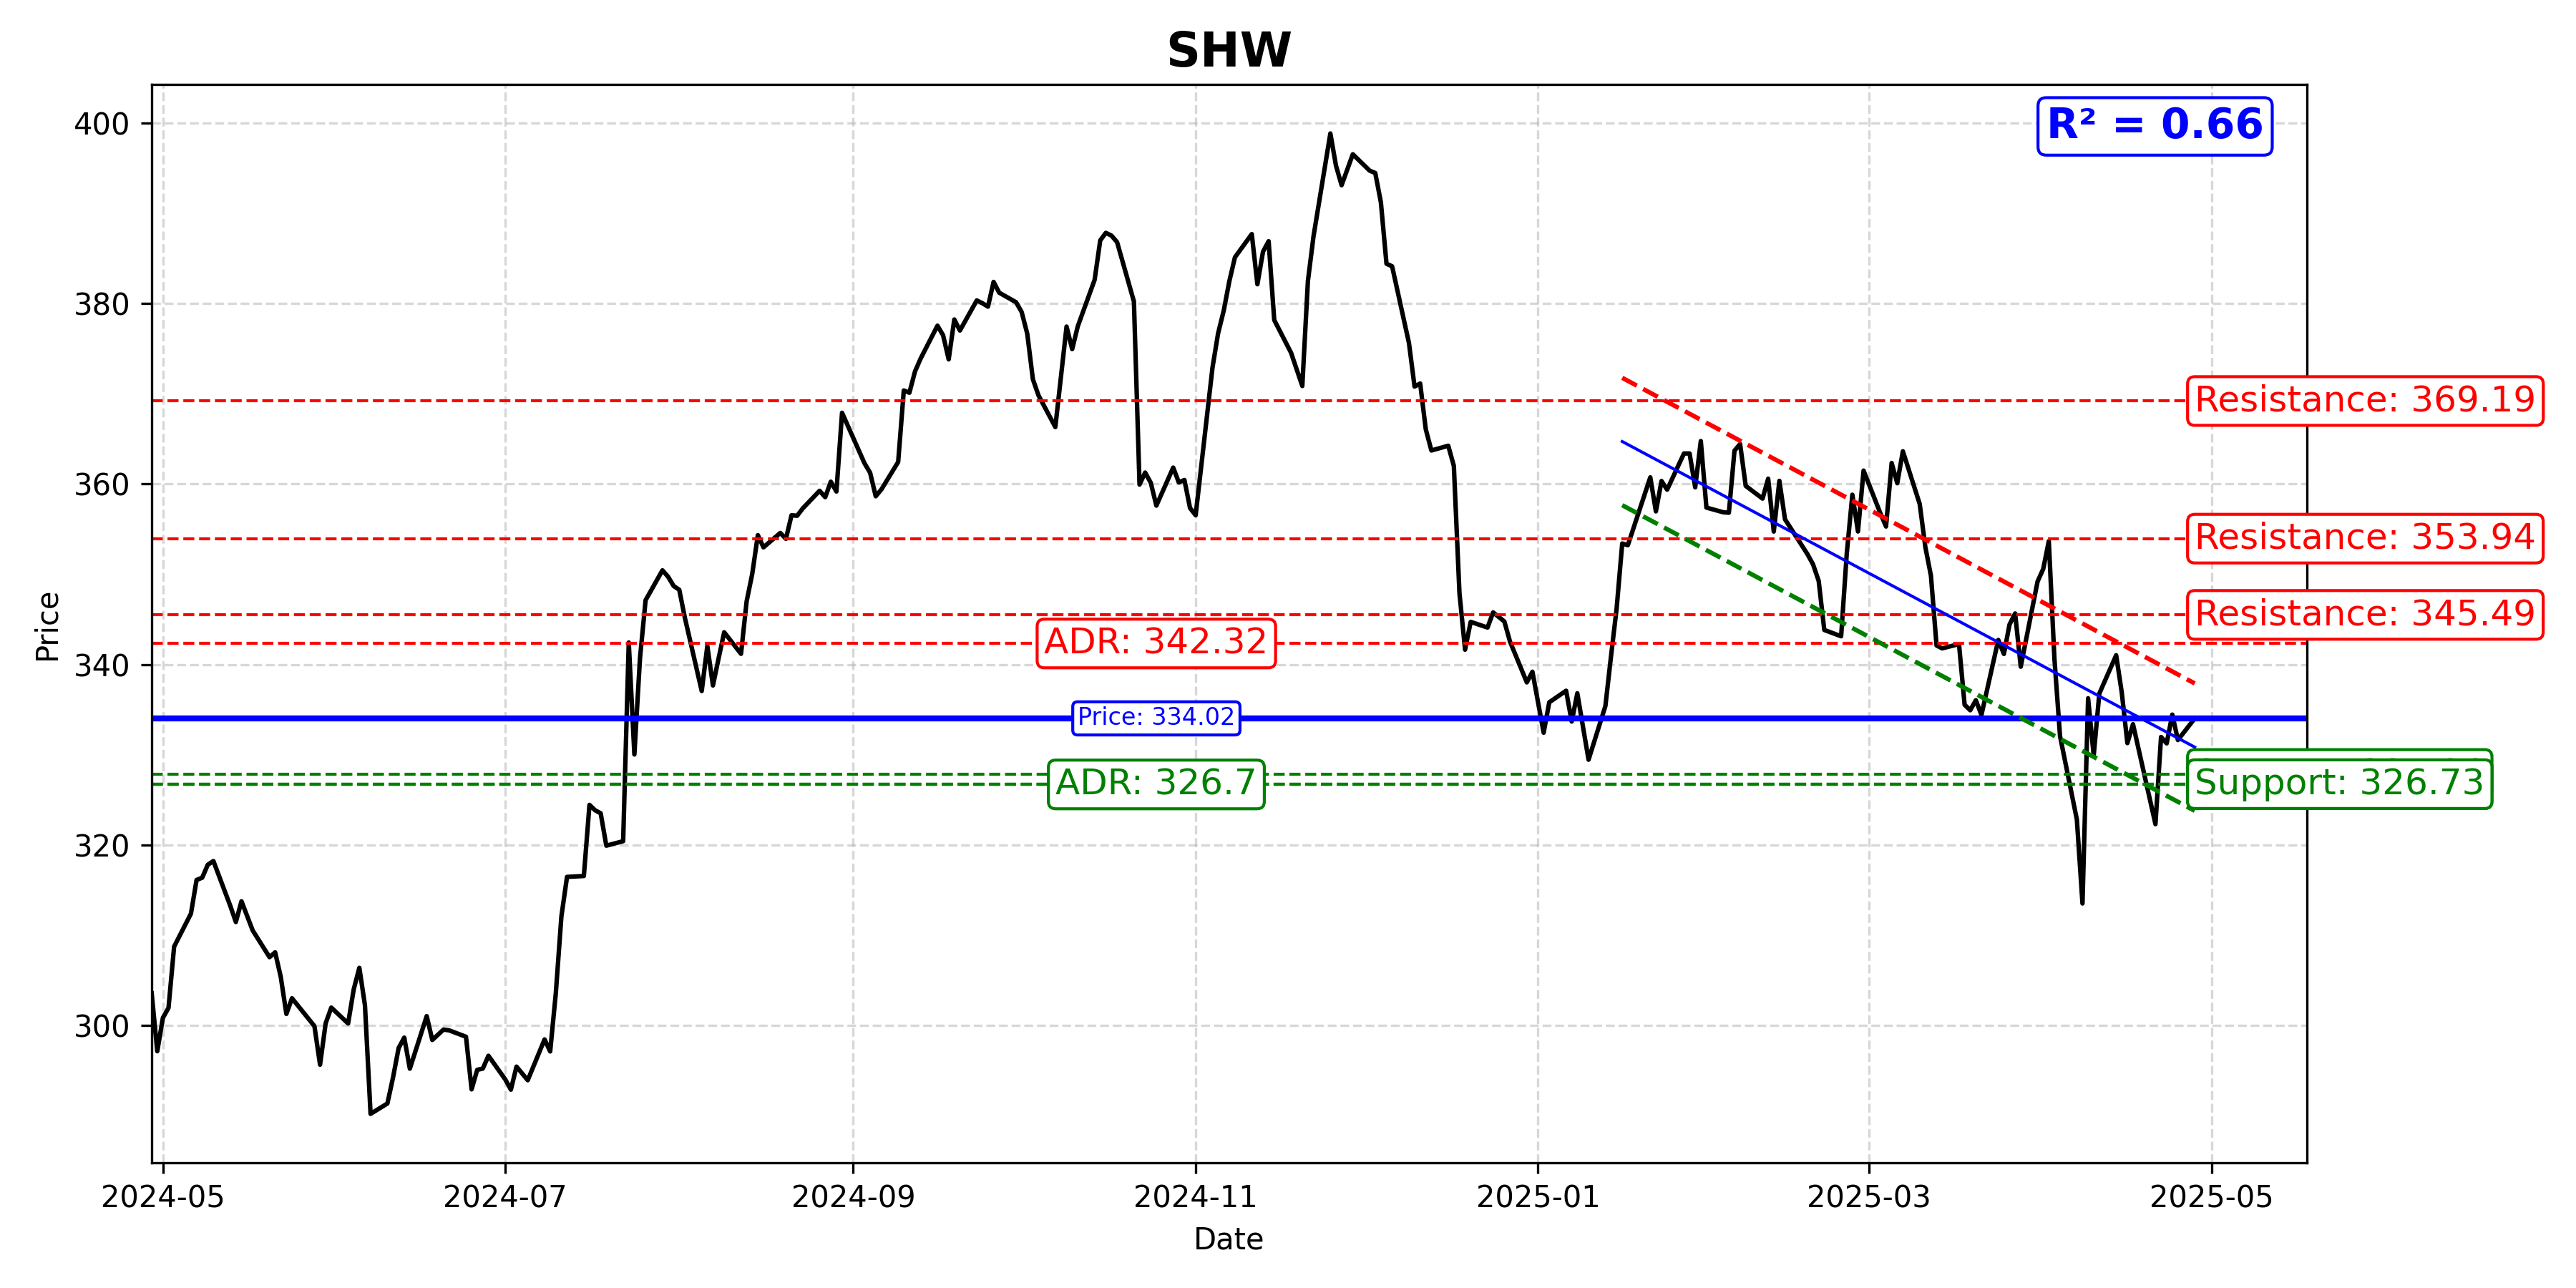 SHW
R² = 0.66
400
380
360
340
320
300
Price
Resistance: 369.19
Resistance: 353.94
Resistance: 345.49
ADR: 342.32
Price: 334.02
ADR: 326.7
Support: 326.73
2024-05
2024-07
2024-09
2024-11
2025-01
2025-03
2025-05
Date